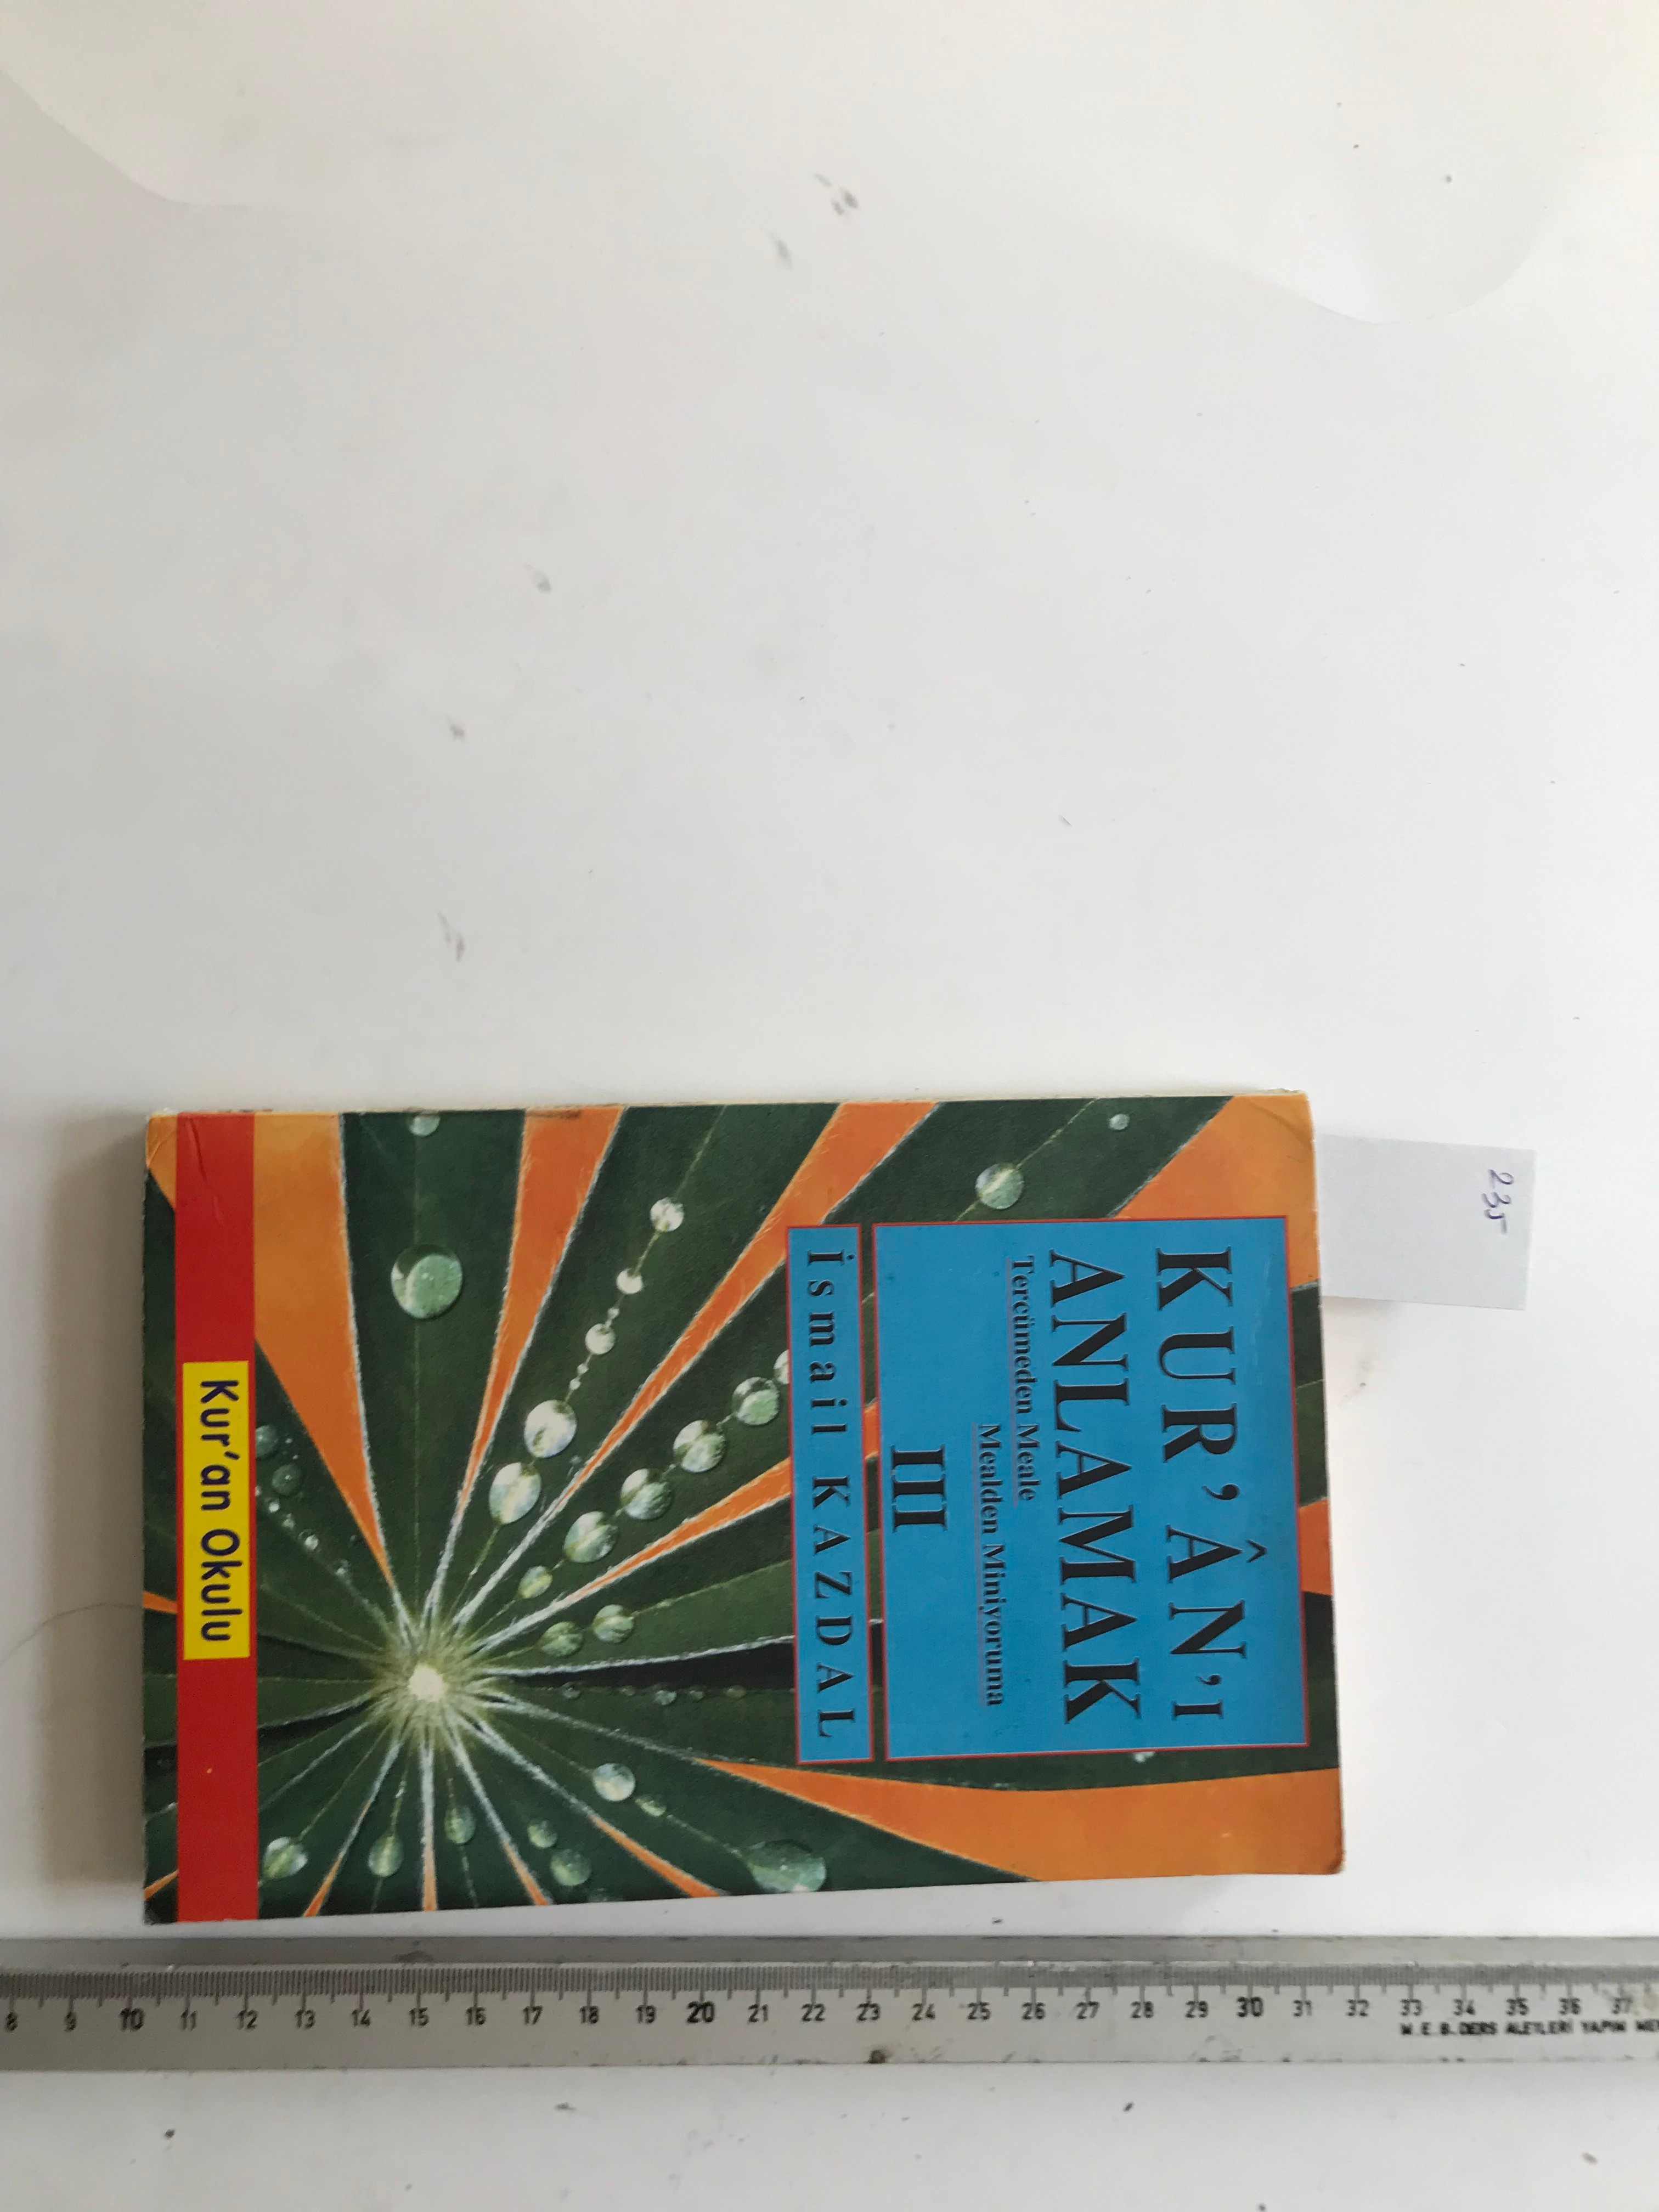 235
KUR'ÂN'I
ANLAMAK
Tercümeden Meale
Mealden Miniyoruma
III
İsmail KAZDAL
Kur'an Okulu
8 9 10 11 12 13 14 15 16 17 18 19 20 21 22 23 24 25 26 27 28 29 30 31 32 33 34 35 36 37
M.E.B. DERS ALETLERİ YAPIM